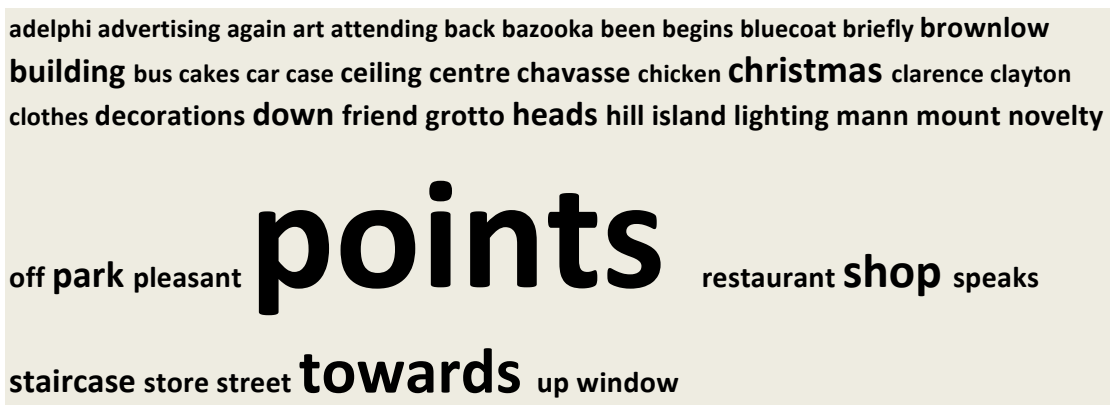 adelphi advertising again art attending back bazooka been begins bluecoat briefly brownlow
building bus cakes car case ceiling centre chavasse chicken christmas clarence clayton
clothes decorations down friend grotto heads hill island lighting mann mount novelty
off park pleasant points restaurant shop speaks
staircase store street towards up window